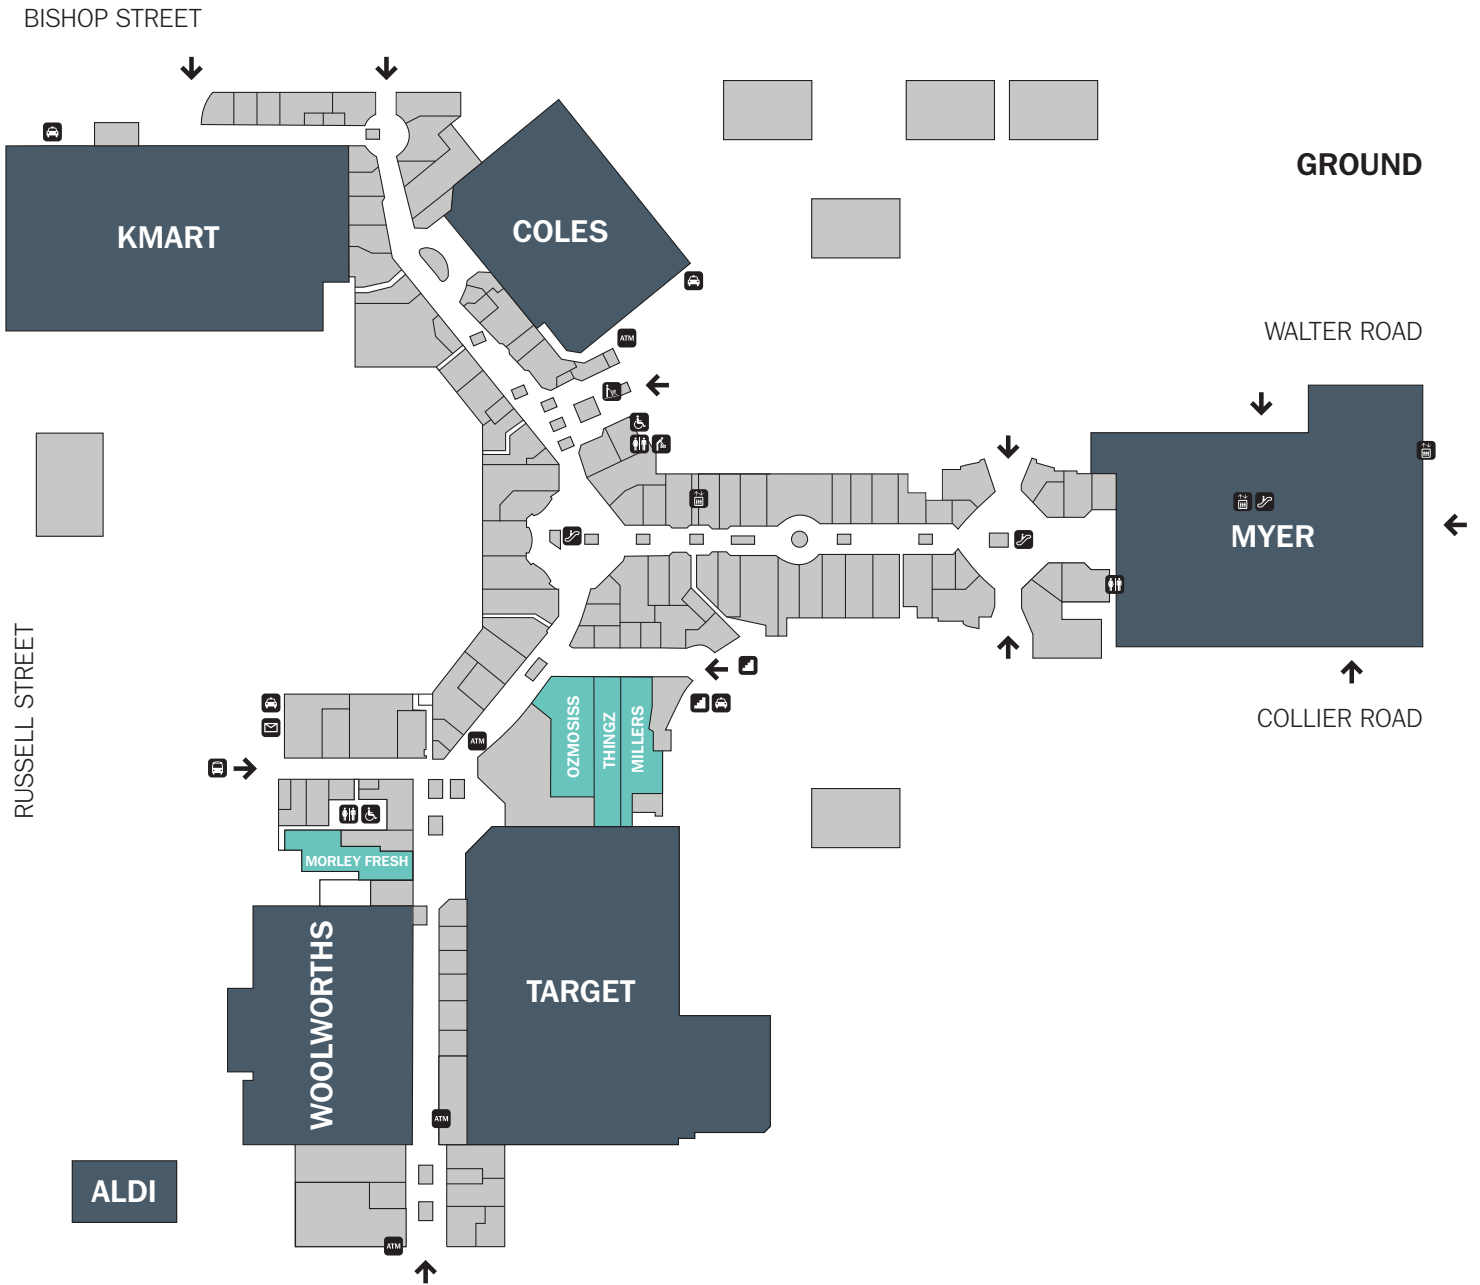 BISHOP STREET
GROUND
KMART
COLES
ATM
WALTER ROAD
MYER
RUSSELL STREET
COLLIER ROAD
OZMOSISS
THINGZ
MILLERS
ATM
MORLEY FRESH
WOOLWORTHS
TARGET
ATM
ALDI
ATM